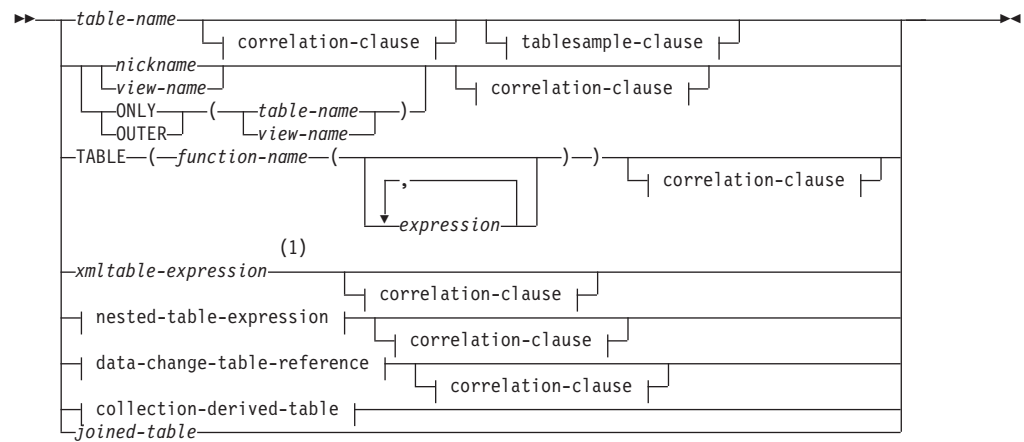 table-name
correlation-clause tablesample-clause
nickname
view-name correlation-clause
ONLY ( table-name )
OUTER view-name
TABLE ( function-name ( ) )
, correlation-clause
expression
(1)
xmltable-expression
correlation-clause
nested-table-expression
correlation-clause
data-change-table-reference
correlation-clause
collection-derived-table
joined-table